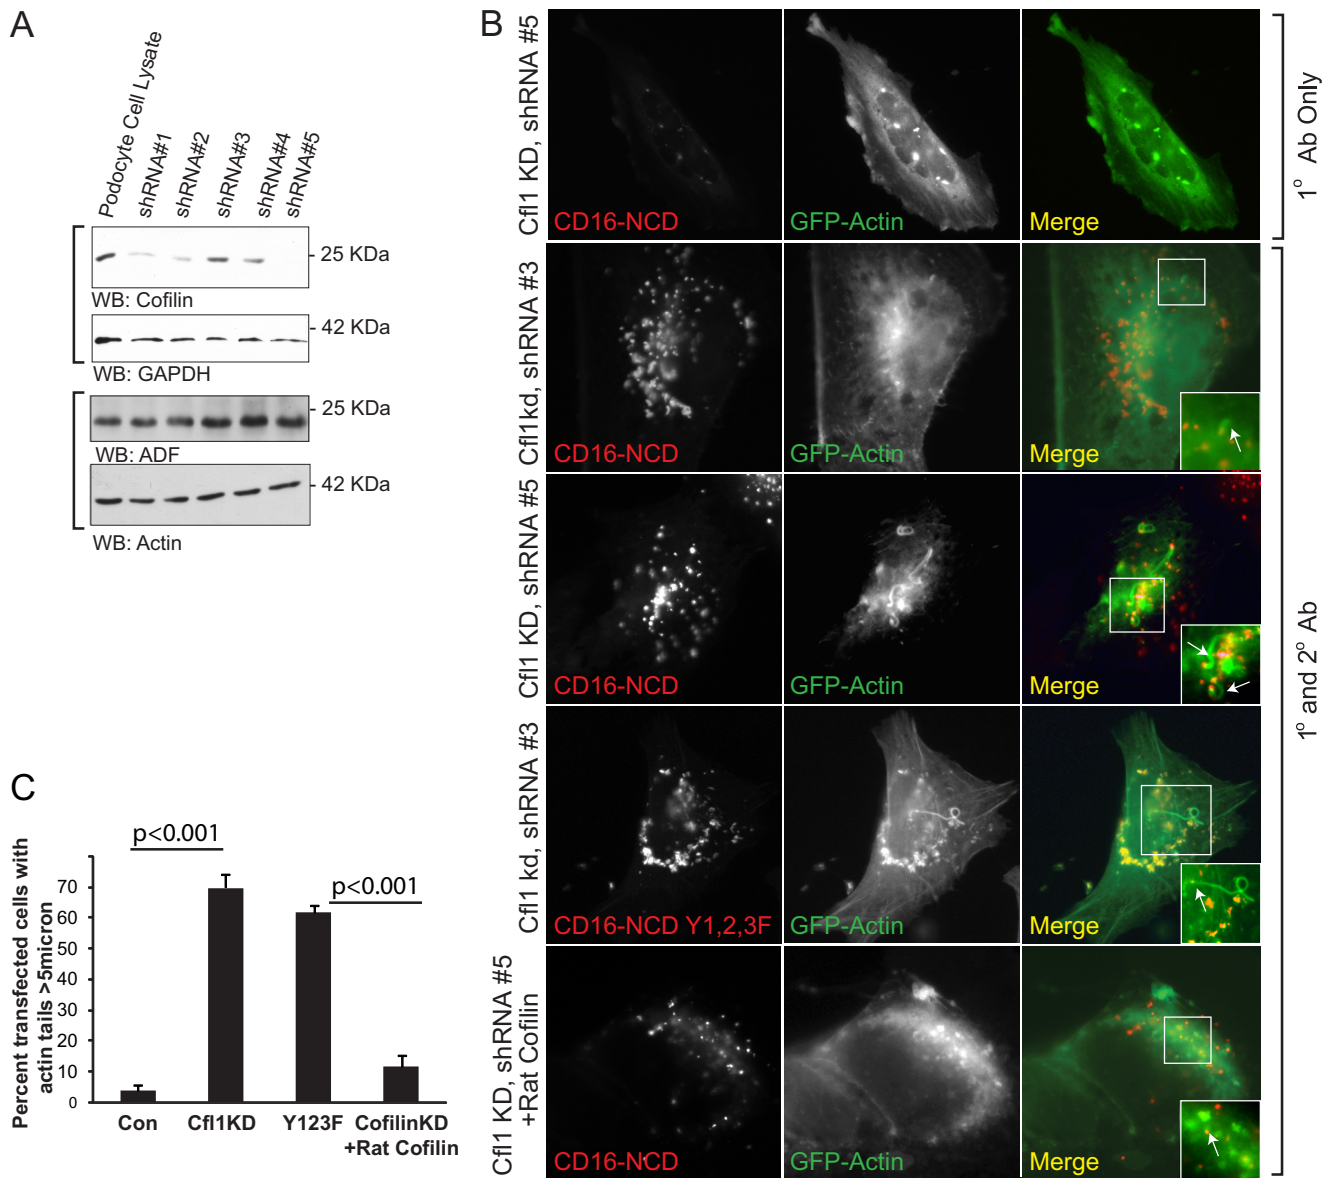 A
Podocyte Cell Lysate
shRNA#1
shRNA#2
shRNA#3
shRNA#4
shRNA#5
25 KDa
WB: Cofilin
42 KDa
WB: GAPDH
25 KDa
WB: ADF
42 KDa
WB: Actin
B
Cfl1 KD, shRNA #5
CD16-NCD
GFP-Actin
Merge
1° Ab Only
Cfl1kd, shRNA #3
CD16-NCD
GFP-Actin
Merge
Cfl1 KD, shRNA #5
CD16-NCD
GFP-Actin
Merge
1° and 2° Ab
Cfl1 kd, shRNA #3
CD16-NCD Y1,2,3F
GFP-Actin
Merge
Cfl1 KD, shRNA #5
+Rat Cofilin
CD16-NCD
GFP-Actin
Merge
C
Percent transfected cells with
actin tails >5micron
p<0.001
p<0.001
70
60
50
40
30
20
10
0
Con
Cfl1KD
Y123F
CofilinKD
+Rat Cofilin